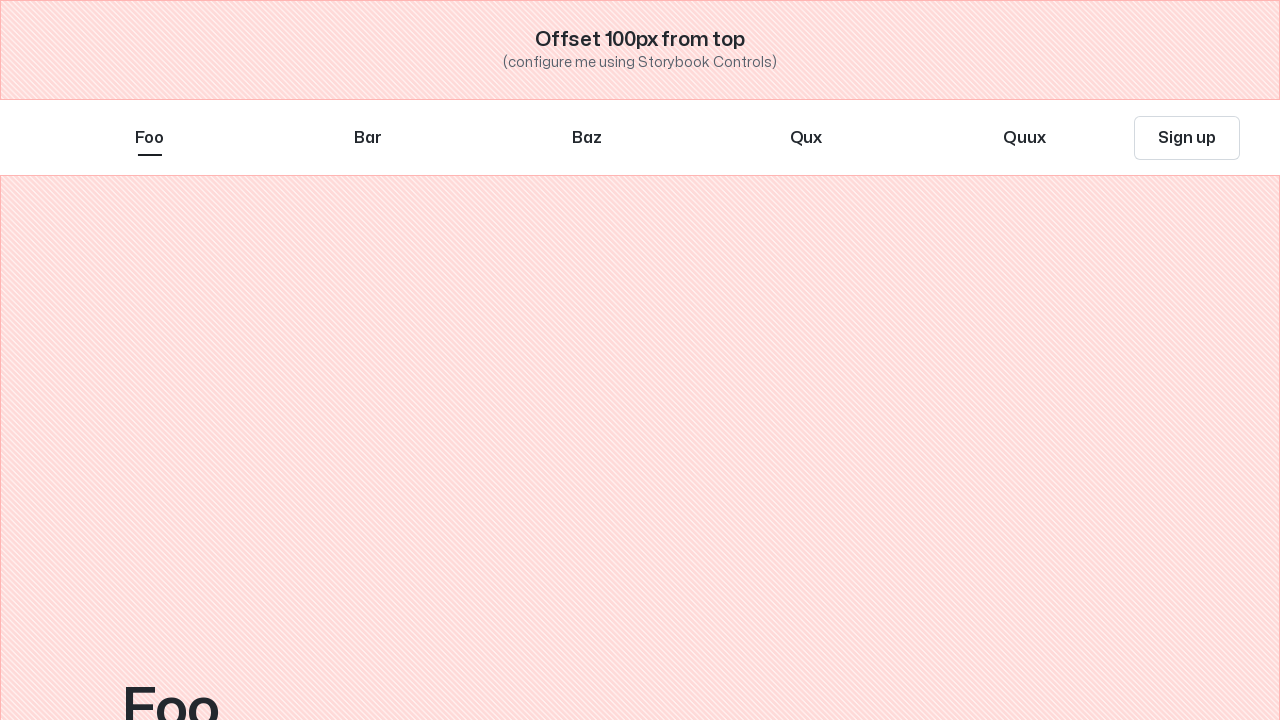 Offset 100px from top
(configure me using Storybook Controls)
Foo Bar Baz Qux Quux Sign up
Foo